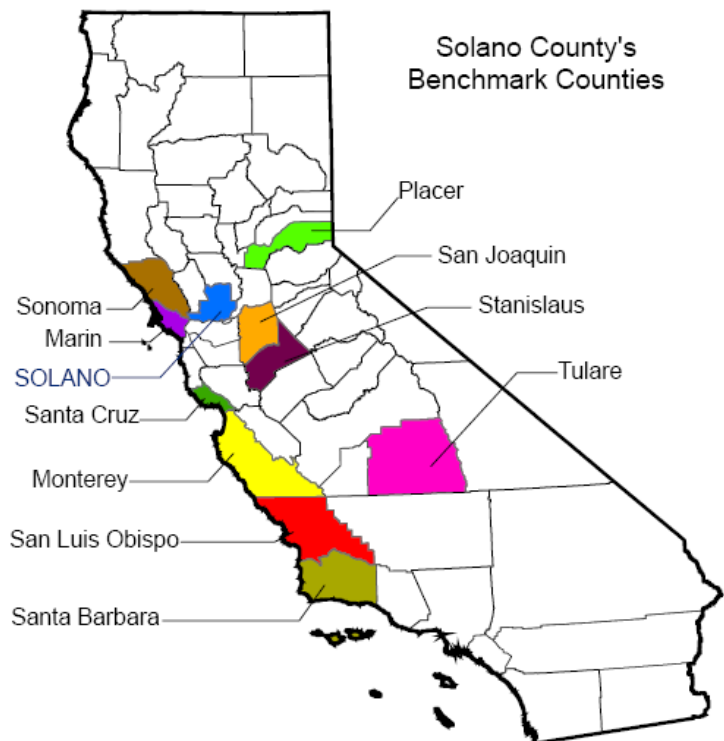 Solano County's
Benchmark Counties
Placer
San Joaquin
Sonoma
Stanislaus
Marin
SOLANO
Tulare
Santa Cruz
Monterey
San Luis Obispo
Santa Barbara